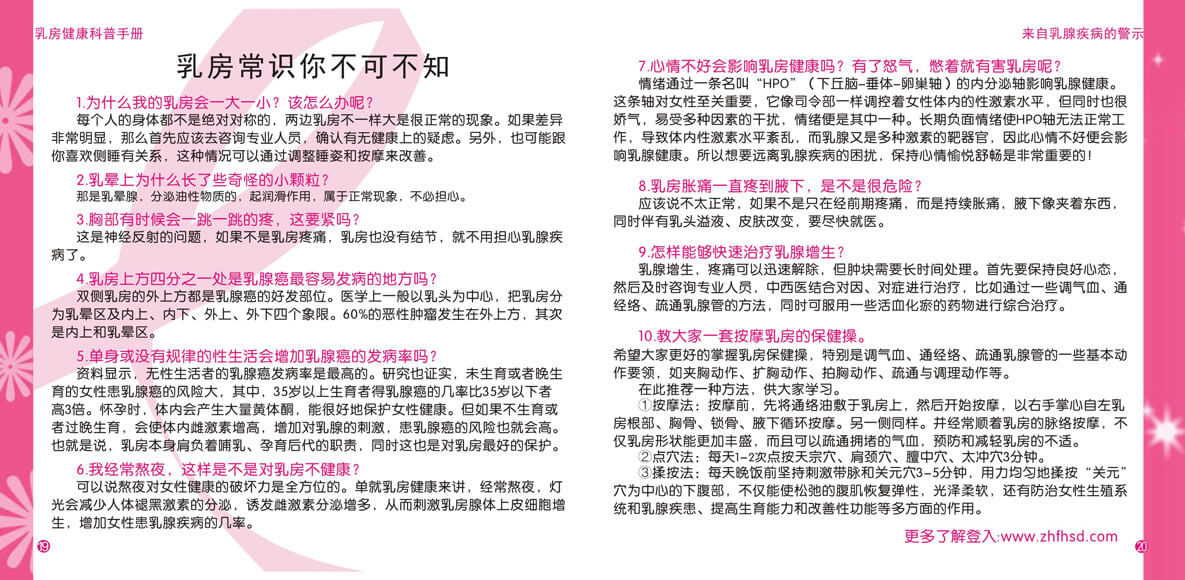 乳房健康科普手册
乳房常识你不可不知
1.为什么我的乳房会一大一小？该怎么办呢？
每个人的身体都不是绝对对称的，两边乳房不一样大是很正常的现象。如果差异
非常明显，那么首先应该去咨询专业人员，确认有无健康上的疑虑。另外，也可能跟
你喜欢侧睡有关系，这种情况可以通过调整睡姿和按摩来改善。
2.乳晕上为什么长了些奇怪的小颗粒？
那是乳晕腺，分泌油性物质的，起润滑作用，属于正常现象，不必担心。
3.胸部有时候会一跳一跳的疼，这要紧吗？
这是神经反射的问题，如果不是乳房疼痛，乳房也没有结节，就不用担心乳腺疾
病了。
4.乳房上方四分之一处是乳腺癌最容易发病的地方吗？
双侧乳房的外上方都是乳腺癌的好发部位。医学上一般以乳头为中心，把乳房分
为乳晕区及内上、内下、外上、外下四个象限。60%的恶性肿瘤发生在外上方，其次
是内上和乳晕区。
5.单身或没有规律的性生活会增加乳腺癌的发病率吗？
资料显示，无性生活者的乳腺癌发病率是最高的。研究也证实，未生育或者晚生
育的女性患乳腺癌的风险大，其中，35岁以上生育者得乳腺癌的几率比35岁以下者
高3倍。怀孕时，体内会产生大量黄体酮，能很好地保护女性健康。但如果不生育或
者过晚生育，会使体内雌激素增高，增加对乳腺的刺激，患乳腺癌的风险也就会高。
也就是说，乳房本身肩负着哺乳、孕育后代的职责，同时这也是对乳房最好的保护。
6.我经常熬夜，这样是不是对乳房不健康？
可以说熬夜对女性健康的破坏力是全方位的。单就乳房健康来讲，经常熬夜，灯
光会减少人体褪黑激素的分泌，诱发雌激素分泌增多，从而刺激乳房腺体上皮细胞增
生，增加女性患乳腺疾病的几率。
19
来自乳腺疾病的警示
7.心情不好会影响乳房健康吗？有了怒气，憋着就有害乳房呢？
情绪通过一条名叫“HPO”（下丘脑-垂体-卵巢轴）的内分泌轴影响乳腺健康。
这条轴对女性至关重要，它像司令部一样调控着女性体内的性激素水平，但同时也很
娇气，易受多种因素的干扰，情绪便是其中一种。长期负面情绪使HPO轴无法正常工
作，导致体内性激素水平紊乱，而乳腺又是多种激素的靶器官，因此心情不好便会影
响乳腺健康。所以想要远离乳腺疾病的困扰，保持心情愉悦舒畅是非常重要的！
8.乳房胀痛一直疼到腋下，是不是很危险？
应该说不太正常，如果不是只在经前期疼痛，而是持续胀痛，腋下像夹着东西，
同时伴有乳头溢液、皮肤改变，要尽快就医。
9.怎样能够快速治疗乳腺增生？
乳腺增生，疼痛可以迅速解除，但肿块需要长时间处理。首先要保持良好心态，
然后及时咨询专业人员，中西医结合对因、对症进行治疗，比如通过一些调气血、通
经络、疏通乳腺管的方法，同时可服用一些活血化瘀的药物进行综合治疗。
10.教大家一套按摩乳房的保健操。
希望大家更好的掌握乳房保健操，特别是调气血、通经络、疏通乳腺管的一些基本动
作要领，如夹胸动作、扩胸动作、拍胸动作、疏通与调理动作等。
在此推荐一种方法，供大家学习。
①按摩法：按摩前，先将通络油敷于乳房上，然后开始按摩，以右手掌心自左乳
房根部、胸骨、锁骨、腋下循环按摩。另一侧同样。并经常顺着乳房的脉络按摩，不
仅乳房形状能更加丰盛，而且可以疏通拥堵的气血，预防和减轻乳房的不适。
②点穴法：每天1-2次点按天宗穴、肩颈穴、膻中穴、太冲穴3分钟。
③揉按法：每天晚饭前坚持刺激带脉和关元穴3-5分钟，用力均匀地揉按“关元”
穴为中心的下腹部，不仅能使松弛的腹肌恢复弹性，光泽柔软，还有防治女性生殖系
统和乳腺疾患、提高生育能力和改善性功能等多方面的作用。
更多了解登入:www.zhfhsd.com
20